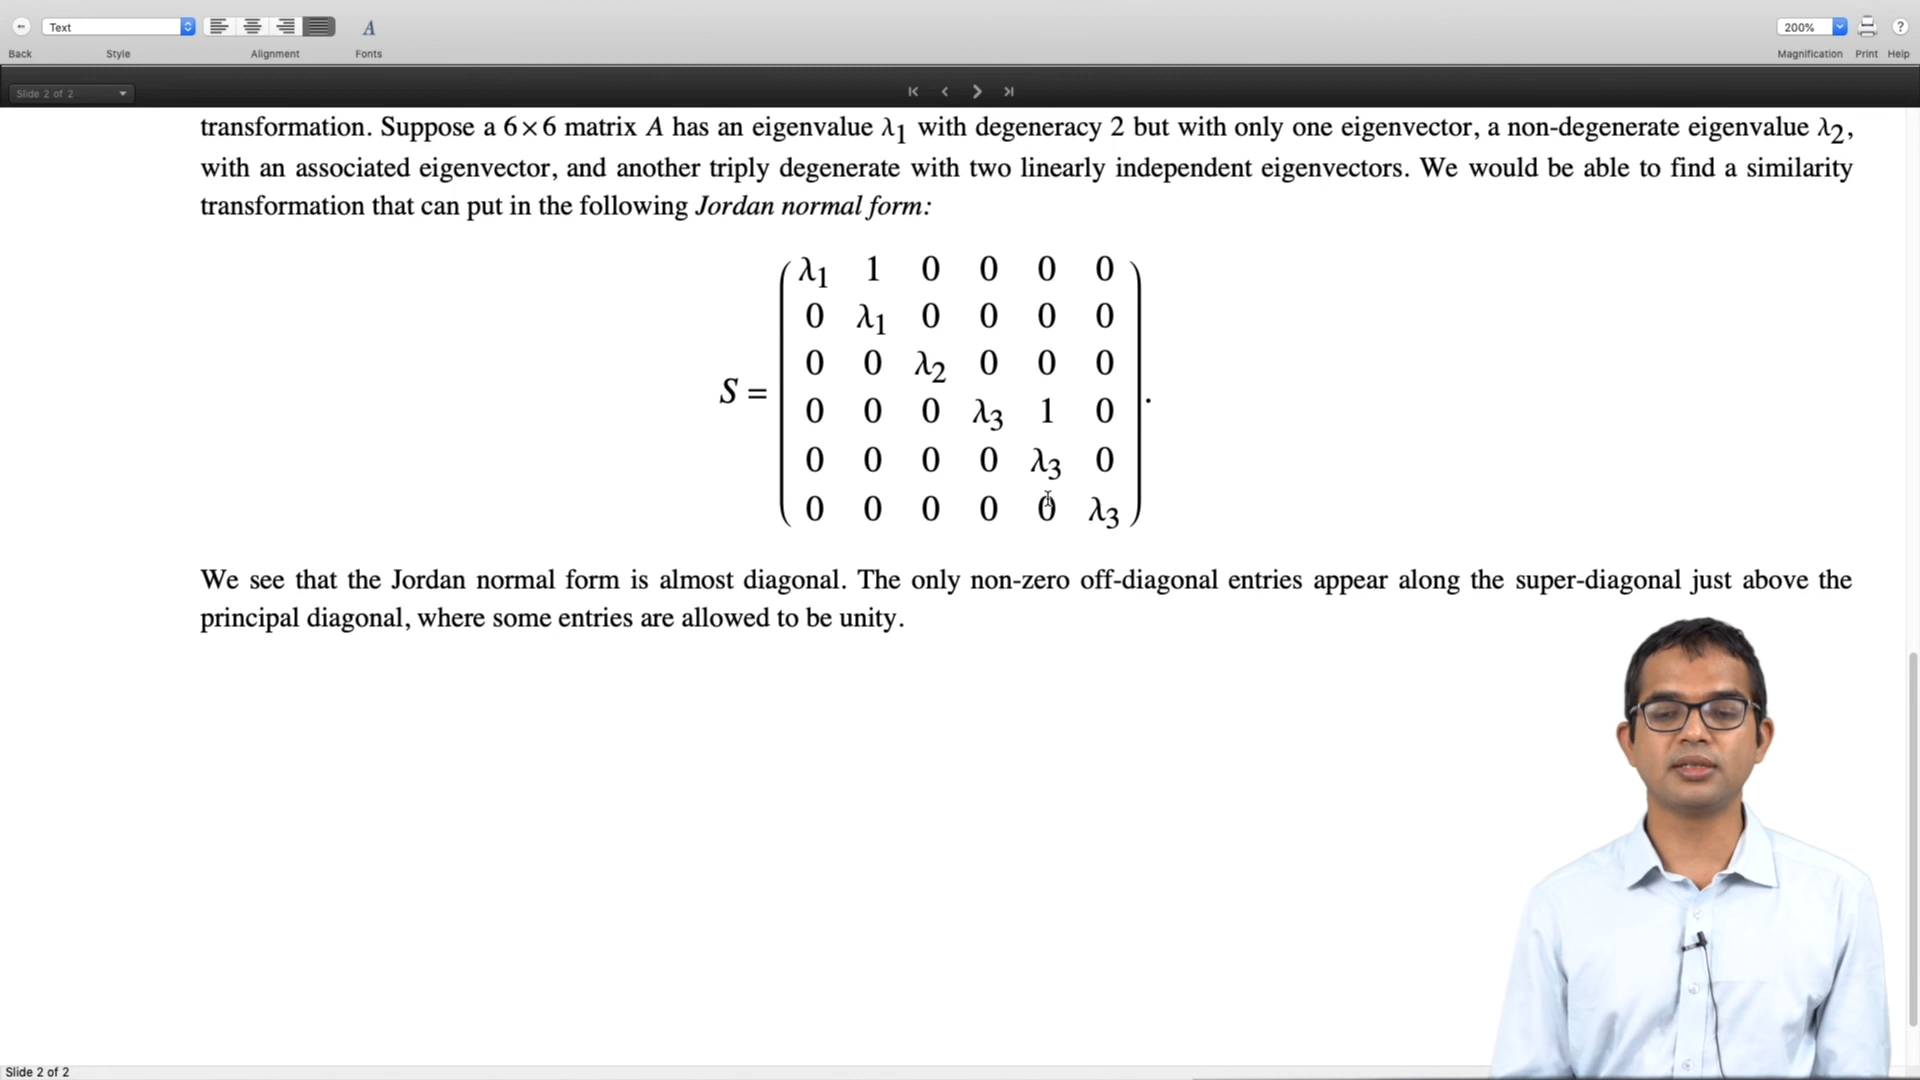 Text
200%
Back Style Alignment Fonts Magnification Print Help
Slide 2 of 2
transformation. Suppose a 6×6 matrix A has an eigenvalue λ1 with degeneracy 2 but with only one eigenvector, a non-degenerate eigenvalue λ2,
with an associated eigenvector, and another triply degenerate with two linearly independent eigenvectors. We would be able to find a similarity
transformation that can put in the following Jordan normal form:
λ1 1 0 0 0 0
0 λ1 0 0 0 0
0 0 λ2 0 0 0
S =
0 0 0 λ3 1 0
0 0 0 0 λ3 0
0 0 0 0 0 λ3
.
We see that the Jordan normal form is almost diagonal. The only non-zero off-diagonal entries appear along the super-diagonal just above the
principal diagonal, where some entries are allowed to be unity.
Slide 2 of 2